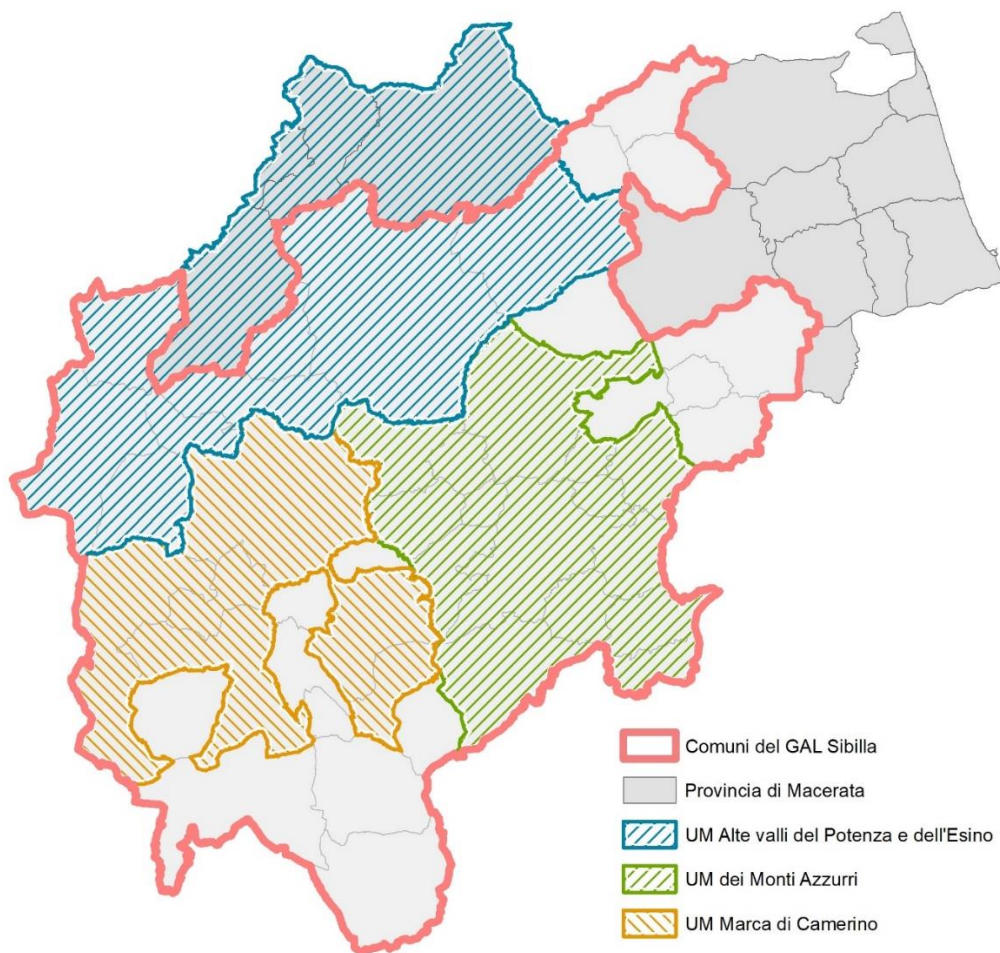 Comuni del GAL Sibilla
Provincia di Macerata
UM Alte valli del Potenza e dell'Esino
UM dei Monti Azzurri
UM Marca di Camerino